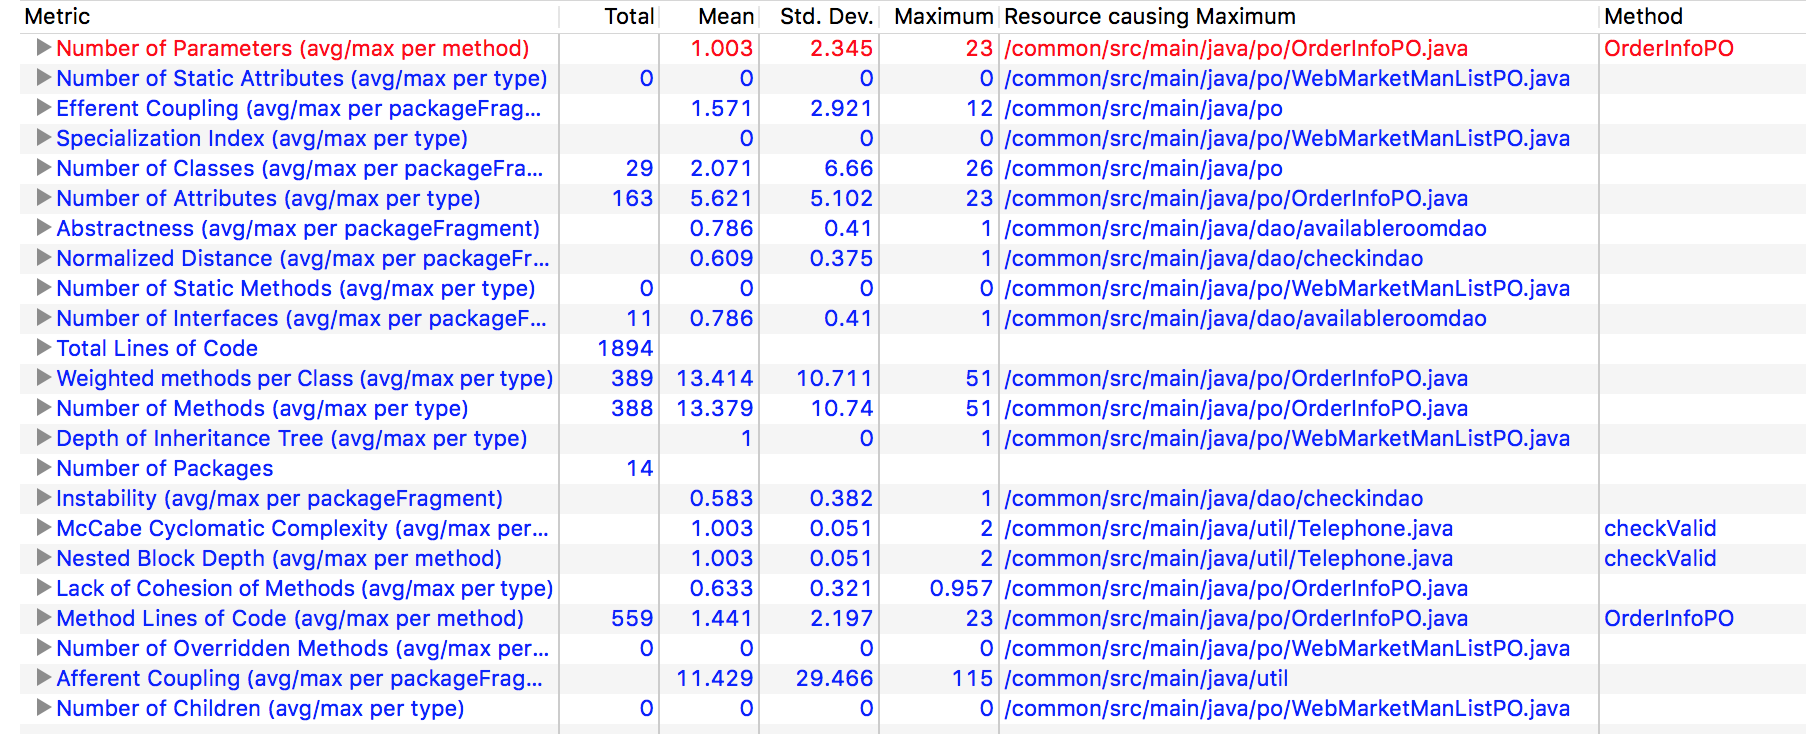 Metric Total Mean Std. Dev. Maximum Resource causing Maximum Method
Number of Parameters (avg/max per method) 1.003 2.345 23 /common/src/main/java/po/OrderInfoPO.java OrderInfoPO
Number of Static Attributes (avg/max per type) 0 0 0 0 /common/src/main/java/po/WebMarketManListPO.java
Efferent Coupling (avg/max per packageFrag... 1.571 2.921 12 /common/src/main/java/po
Specialization Index (avg/max per type) 0 0 0 /common/src/main/java/po/WebMarketManListPO.java
Number of Classes (avg/max per packageFra... 29 2.071 6.66 26 /common/src/main/java/po
Number of Attributes (avg/max per type) 163 5.621 5.102 23 /common/src/main/java/po/OrderInfoPO.java
Abstractness (avg/max per packageFragment) 0.786 0.41 1 /common/src/main/java/dao/availableroomdao
Normalized Distance (avg/max per packageFr... 0.609 0.375 1 /common/src/main/java/dao/checkindao
Number of Static Methods (avg/max per type) 0 0 0 0 /common/src/main/java/po/WebMarketManListPO.java
Number of Interfaces (avg/max per packageF... 11 0.786 0.41 1 /common/src/main/java/dao/availableroomdao
Total Lines of Code 1894
Weighted methods per Class (avg/max per type) 389 13.414 10.711 51 /common/src/main/java/po/OrderInfoPO.java
Number of Methods (avg/max per type) 388 13.379 10.74 51 /common/src/main/java/po/OrderInfoPO.java
Depth of Inheritance Tree (avg/max per type) 1 0 1 /common/src/main/java/po/WebMarketManListPO.java
Number of Packages 14
Instability (avg/max per packageFragment) 0.583 0.382 1 /common/src/main/java/dao/checkindao
McCabe Cyclomatic Complexity (avg/max per... 1.003 0.051 2 /common/src/main/java/util/Telephone.java checkValid
Nested Block Depth (avg/max per method) 1.003 0.051 2 /common/src/main/java/util/Telephone.java checkValid
Lack of Cohesion of Methods (avg/max per type) 0.633 0.321 0.957 /common/src/main/java/po/OrderInfoPO.java
Method Lines of Code (avg/max per method) 559 1.441 2.197 23 /common/src/main/java/po/OrderInfoPO.java OrderInfoPO
Number of Overridden Methods (avg/max per... 0 0 0 0 /common/src/main/java/po/WebMarketManListPO.java
Afferent Coupling (avg/max per packageFrag... 11.429 29.466 115 /common/src/main/java/util
Number of Children (avg/max per type) 0 0 0 0 /common/src/main/java/po/WebMarketManListPO.java